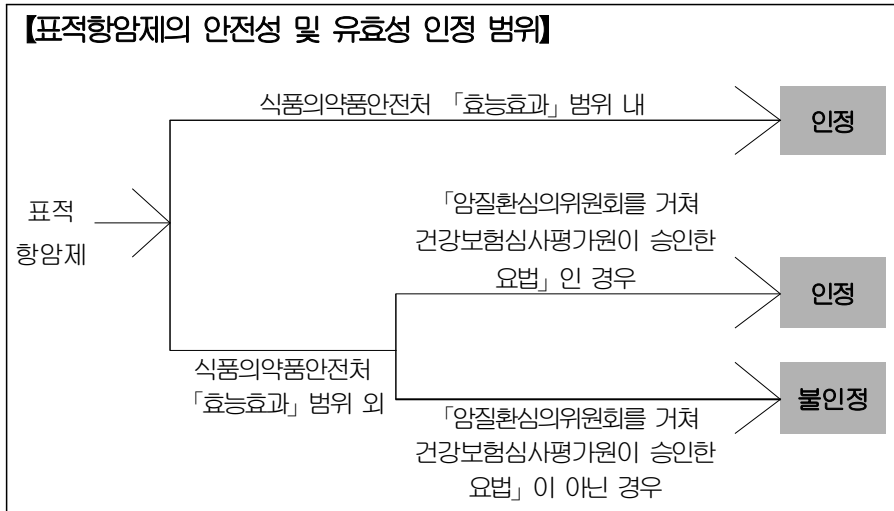 【표적항암제의 안전성 및 유효성 인정 범위】
식품의약품안전처 「효능효과」범위 내
인정
표적
항암제
「암질환심의위원회를 거쳐
건강보험심사평가원이 승인한
요법」인 경우
인정
식품의약품안전처
「효능효과」범위 외
불인정
「암질환심의위원회를 거쳐
건강보험심사평가원이 승인한
요법」이 아닌 경우